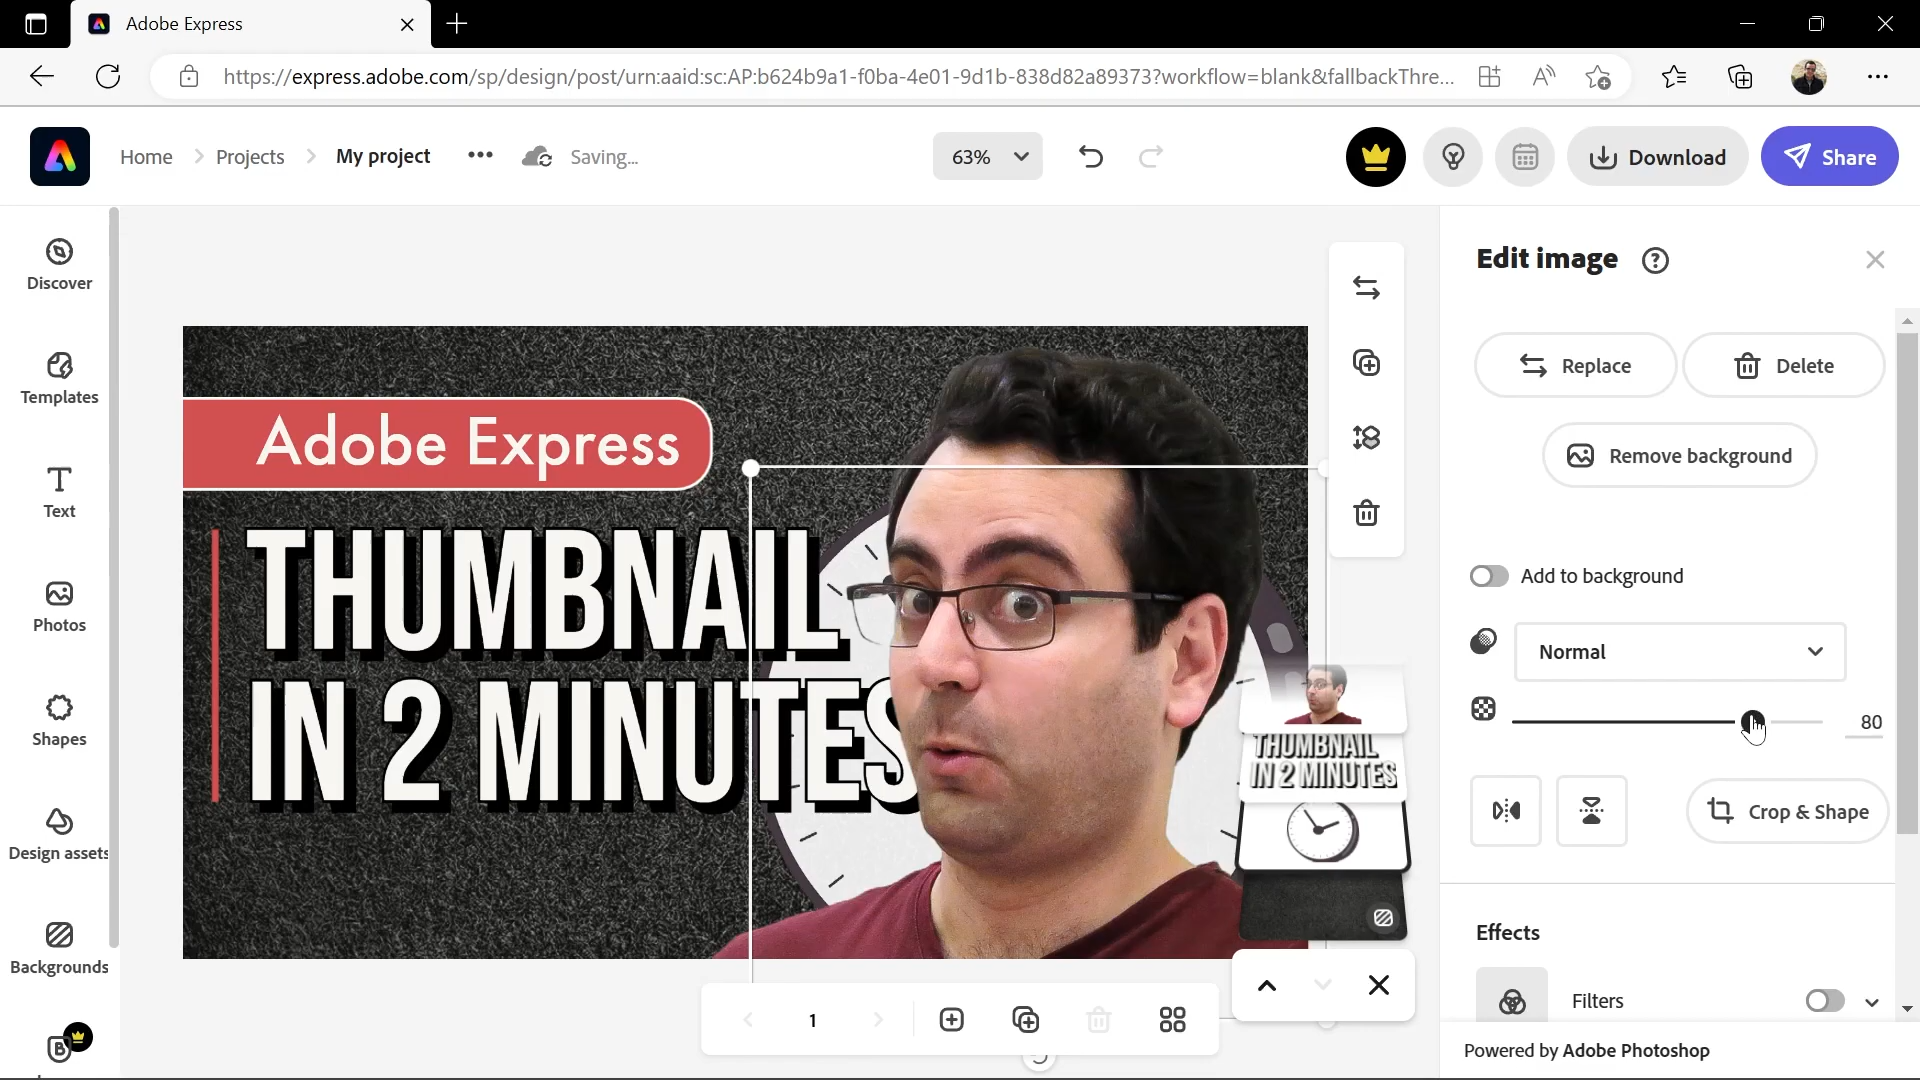 Adobe Express
https://express.adobe.com/sp/design/post/urn:aaid:sc:AP:b624b9a1-f0ba-4e01-9d1b-838d82a89373?workflow=blank&fallbackThre...
Home
Projects
My project
Saving...
63%
Download
Share
Discover
Templates
Text
Photos
Shapes
Design assets
Backgrounds
Adobe Express
THUMBNAIL
IN 2 MINUTES
THUMBNAIL
IN 2 MINUTES
1
Edit image
Replace
Delete
Remove background
Add to background
Normal
80
Crop & Shape
Effects
Filters
Powered by Adobe Photoshop